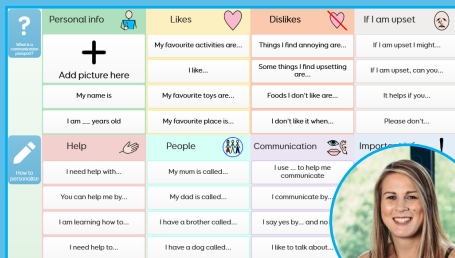 What is a
communication
passport?
Personal info
Likes
Dislikes
If I am upset
Add picture here
My name is
I am __ years old
My favourite activities are...
I like...
My favourite toys are...
My favourite place is...
Things I find annoying are...
Some things I find upsetting
are...
Foods I don't like are...
I don't like it when...
If I am upset I might...
If I am upset, can you...
It helps if you...
Please don't...
How to
personalise
Help
People
Communication
Important
I need help with...
You can help me by...
I am learning how to...
I need help to...
My mum is called...
My dad is called...
I have a brother called...
I have a dog called...
I use ... to help me
communicate
I communicate by...
I say yes by... and no
I like to talk about...